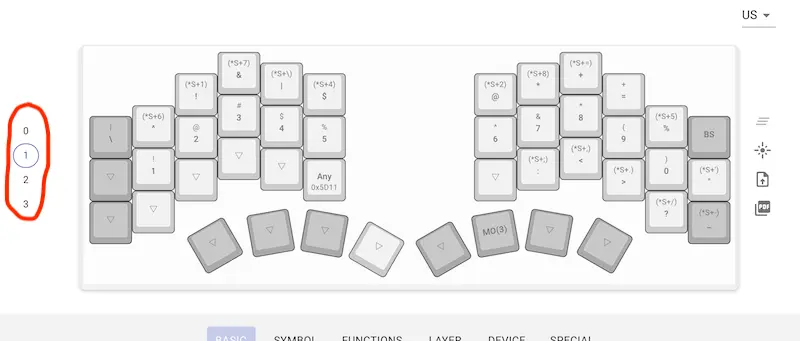 US
(*S+7)
&
(*S+\)
|
(*S+1)
!
(*S+4)
$
(*S+=)
+
(*S+8)
*
(*S+2)
@
+
=
0
1
2
3
|
\
(*S+6)
^
@
2
#
3
$
4
%
5
^
6
&
7
*
8
(
9
(*S+5)
%
BS
!
1
Any
0x5D11
(*S+;)
:
(*S+,)
<
(*S+.)
>
)
0
(*S+')
"
(*S+/)
?
(*S+-)
_
MO(3)
PDF
BASIC
SYMBOL
FUNCTIONS
LAYER
DEVICE
SPECIAL